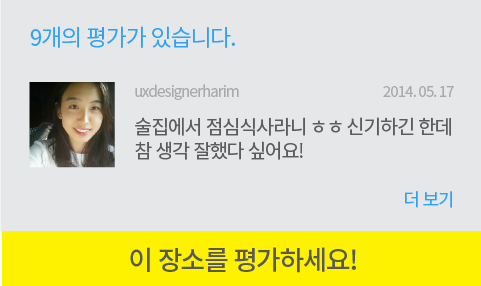 9개의 평가가 있습니다.
uxdesignerharim 2014. 05. 17
술집에서 점심식사라니 ㅎㅎ 신기하긴 한데
참 생각 잘했다 싶어요!
더 보기
이 장소를 평가하세요!